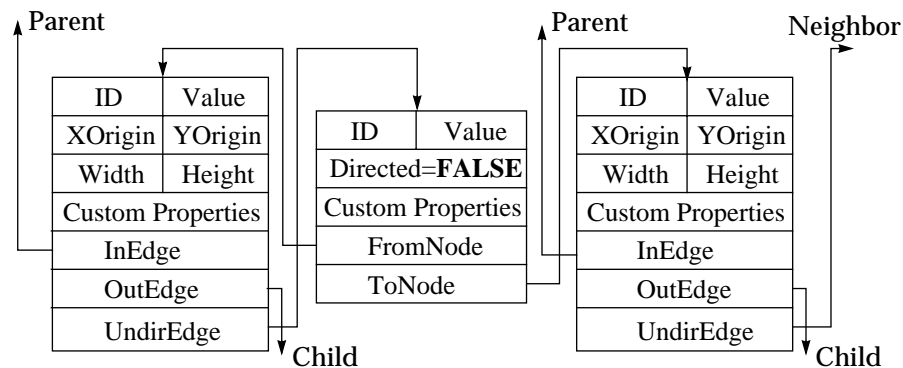 Parent
Parent
Neighbor
ID Value
XOrigin YOrigin
Width Height
Custom Properties
InEdge
OutEdge
UndirEdge
Child
ID Value
Directed=FALSE
Custom Properties
FromNode
ToNode
ID Value
XOrigin YOrigin
Width Height
Custom Properties
InEdge
OutEdge
UndirEdge
Child